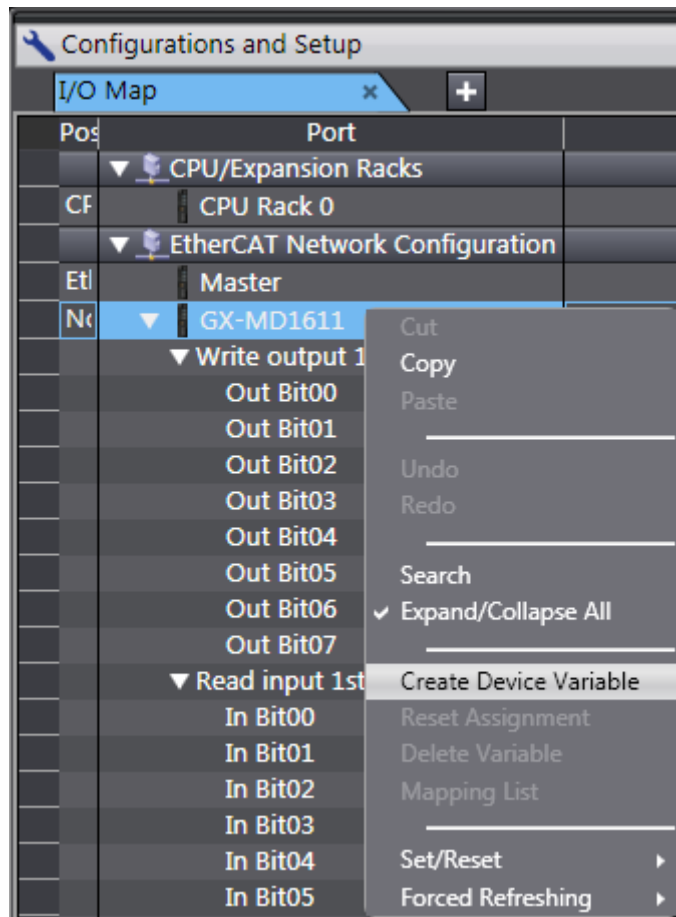 Configurations and Setup
I/O Map
Port
CPU/Expansion Racks
CPU Rack 0
EtherCAT Network Configuration
Master
GX-MD1611
Write output 1
Out Bit00
Out Bit01
Out Bit02
Out Bit03
Out Bit04
Out Bit05
Out Bit06
Out Bit07
Read input 1st
In Bit00
In Bit01
In Bit02
In Bit03
In Bit04
In Bit05
Cut
Copy
Paste
Undo
Redo
Search
Expand/Collapse All
Create Device Variable
Reset Assignment
Delete Variable
Mapping List
Set/Reset
Forced Refreshing